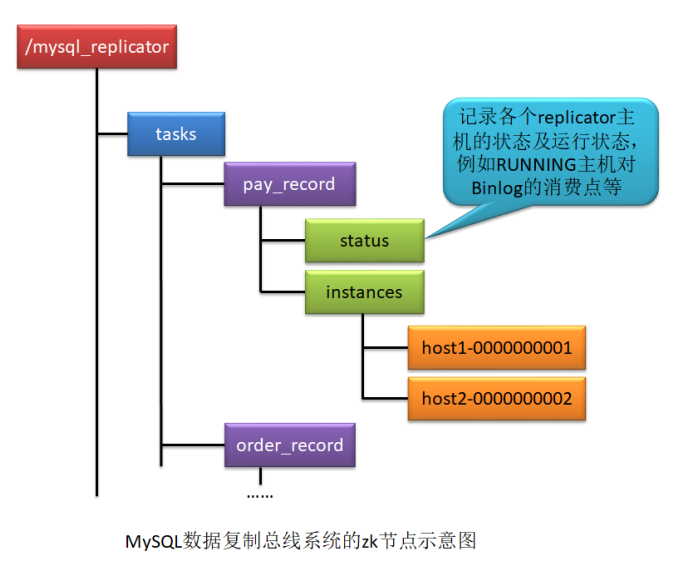 /mysql_replicator
tasks
pay_record
记录各个replicator主
机的状态及运行状态，
例如RUNNING主机对
Binlog的消费点等
status
instances
host1-0000000001
host2-0000000002
order_record
……
MySQL数据复制总线系统的zk节点示意图